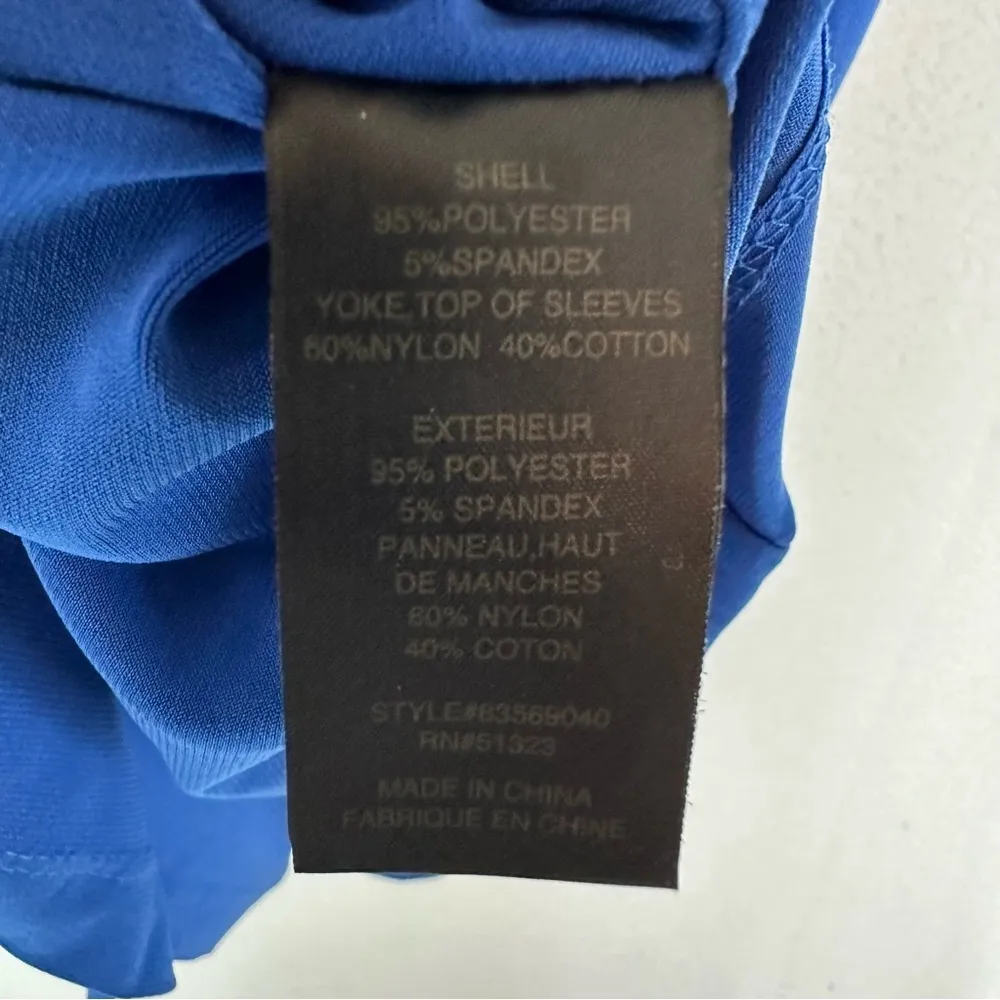 SHELL
95%POLYESTER
5%SPANDEX
YOKE,TOP OF SLEEVES
60%NYLON 40%COTTON
EXTERIEUR
95% POLYESTER
5% SPANDEX
PANNEAU,HAUT
DE MANCHES
60% NYLON
40% COTON
STYLE#83569040
RN#51323
MADE IN CHINA
FABRIQUE EN CHINE